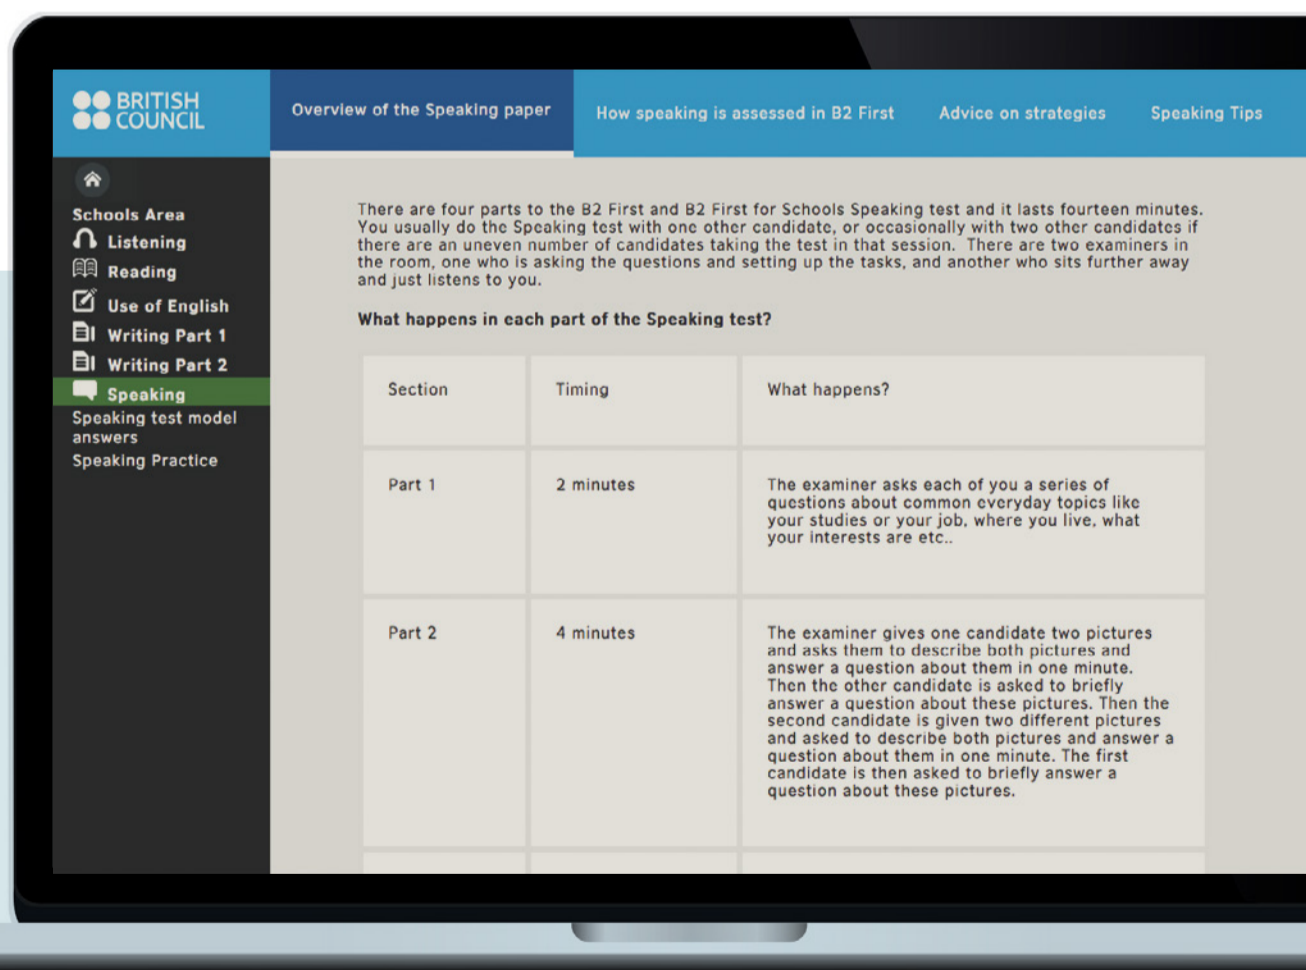 BRITISH
COUNCIL
Overview of the Speaking paper
How speaking is assessed in B2 First
Advice on strategies
Speaking Tips
Schools Area
Listening
Reading
Use of English
Writing Part 1
Writing Part 2
Speaking
Speaking test model
answers
Speaking Practice
There are four parts to the B2 First and B2 First for Schools Speaking test and it lasts fourteen minutes.
You usually do the Speaking test with one other candidate, or occasionally with two other candidates if
there are an uneven number of candidates taking the test in that session. There are two examiners in
the room, one who is asking the questions and setting up the tasks, and another who sits further away
and just listens to you.
What happens in each part of the Speaking test?
Section
Timing
What happens?
Part 1
2 minutes
The examiner asks each of you a series of
questions about common everyday topics like
your studies or your job, where you live, what
your interests are etc..
Part 2
4 minutes
The examiner gives one candidate two pictures
and asks them to describe both pictures and
answer a question about them in one minute.
Then the other candidate is asked to briefly
answer a question about these pictures. Then the
second candidate is given two different pictures
and asked to describe both pictures and answer a
question about them in one minute. The first
candidate is then asked to briefly answer a
question about these pictures.